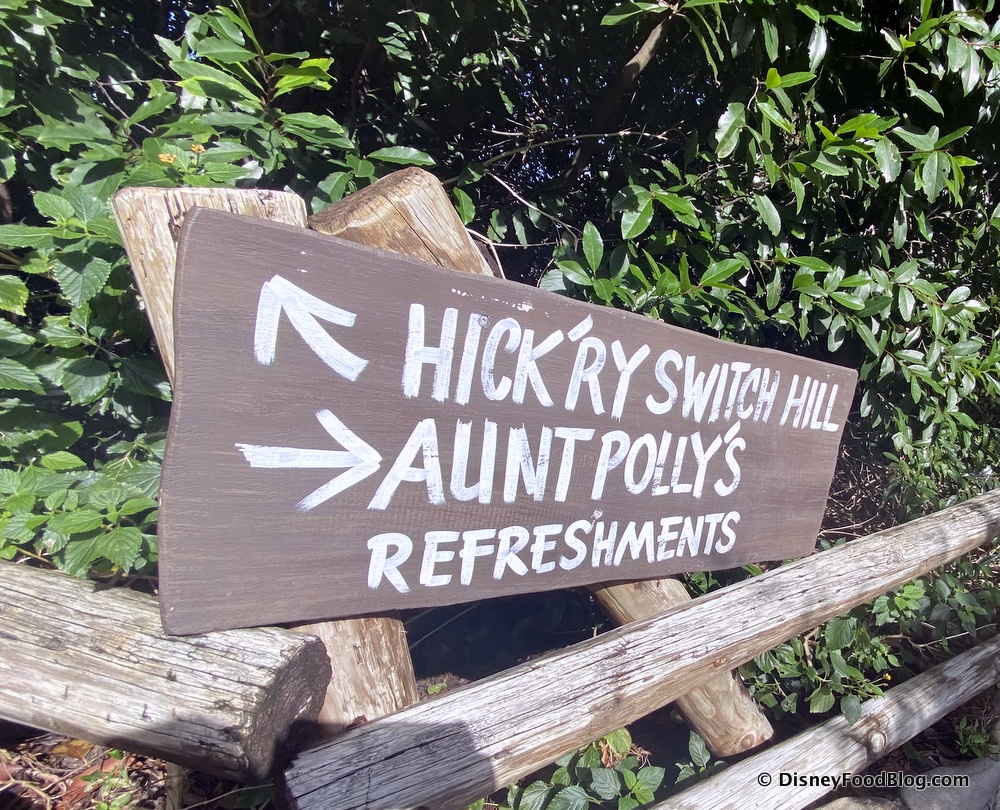 HICK'RY SWITCH HILL
AUNT POLLY'S
REFRESHMENTS
© DisneyFoodBlog.com